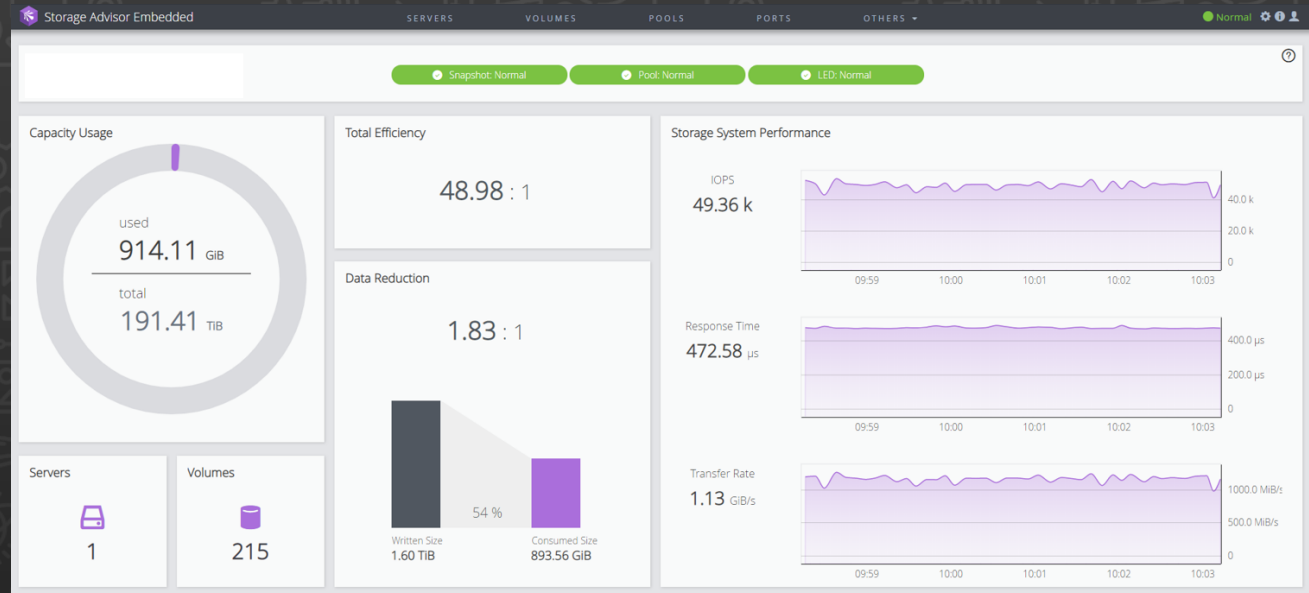 Storage Advisor Embedded
SERVERS VOLUMES POOLS PORTS OTHERS
Normal
Snapshot: Normal Pool: Normal LED: Normal
Capacity Usage
used
914.11 GiB
total
191.41 TiB
Total Efficiency
48.98 : 1
Data Reduction
1.83 : 1
54 %
Written Size
1.60 TiB
Consumed Size
893.56 GiB
Servers
1
Volumes
215
Storage System Performance
IOPS
49.36 k
40.0 k
20.0 k
0
09:59 10:00 10:01 10:02 10:03
Response Time
472.58 µs
400.0 µs
200.0 µs
0
09:59 10:00 10:01 10:02 10:03
Transfer Rate
1.13 GiB/s
1000.0 MiB/s
500.0 MiB/s
0
09:59 10:00 10:01 10:02 10:03